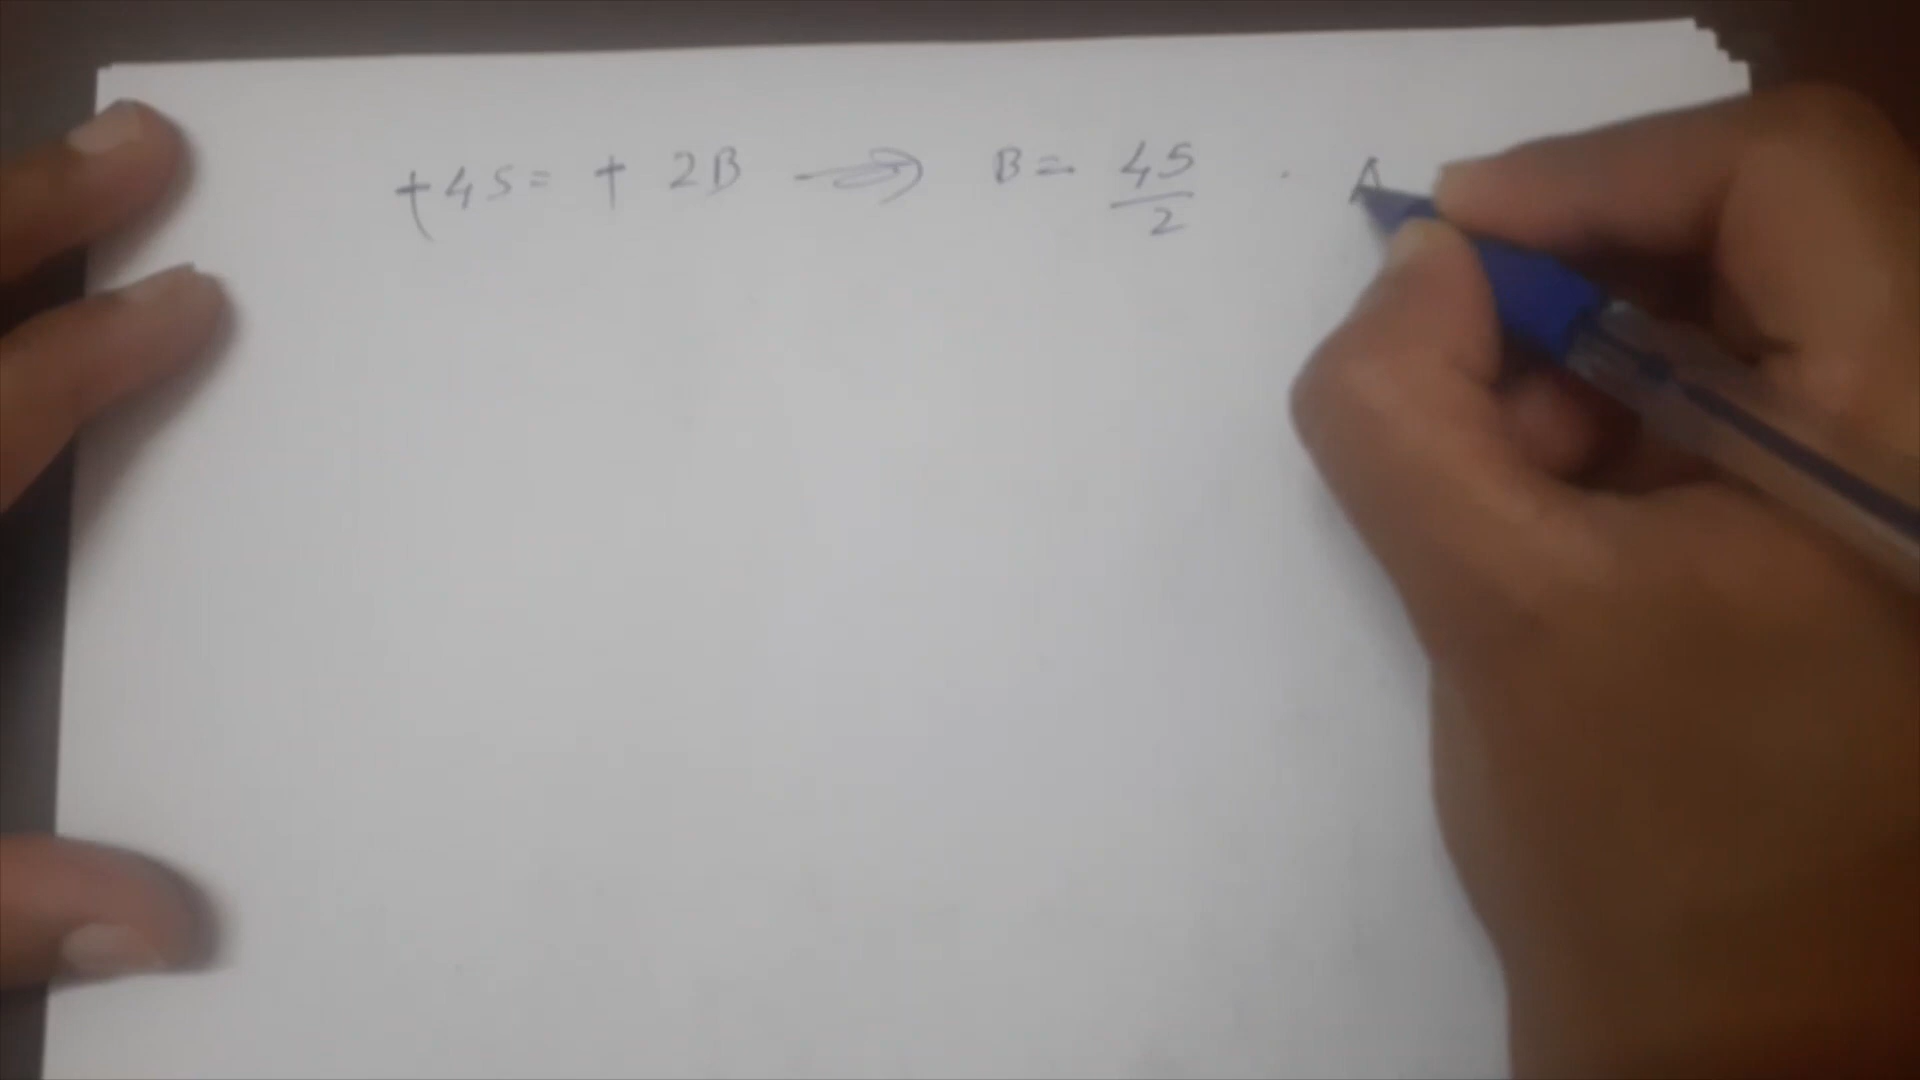 +45 = + 2B → B = 45/2 . A